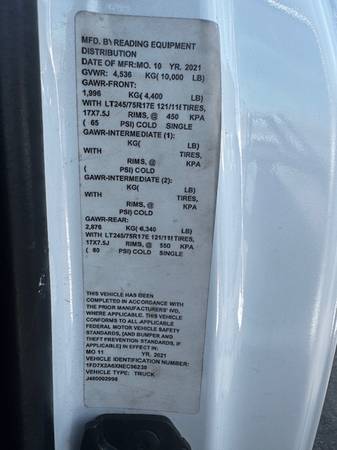 MFD. BY READING EQUIPMENT
DISTRIBUTION
DATE OF MFR: MO. 10 YR. 2021
GVWR: 4,536 KG( 10,000 LB)
GAWR-FRONT:
1,996 KG( 4,400 LB)
WITH LT245/75R17E 121/118 TIRES,
17X7.5J RIMS, @ 450 KPA
( 65 PSI) COLD SINGLE
GAWR-INTERMEDIATE (1):
KG( LB)
WITH TIRES,
RIMS, @ KPA
( PSI) COLD
GAWR-INTERMEDIATE (2):
KG( LB)
WITH TIRES,
RIMS, @ KPA
( PSI) COLD
GAWR-REAR:
2,876 KG( 6,340 LB)
WITH LT245/75R17E 121/118 TIRES,
17X7.5J RIMS, @ 550 KPA
( 80 PSI) COLD SINGLE
THIS VEHICLE HAS BEEN
COMPLETED IN ACCORDANCE WITH
THE PRIOR MANUFACTURERS' IVD,
WHERE APPLICABLE. THIS VEHICLE
CONFORMS TO ALL APPLICABLE
FEDERAL MOTOR VEHICLE SAFETY
STANDARDS, [AND BUMPER AND
THEFT PREVENTION STANDARDS, IF
APPLICABLE] IN EFFECT IN:
MO 11 YR. 2021
VEHICLE IDENTIFICATION NUMBER:
1FD7X2A6XNEC96238
VEHICLE TYPE: TRUCK
J460002998